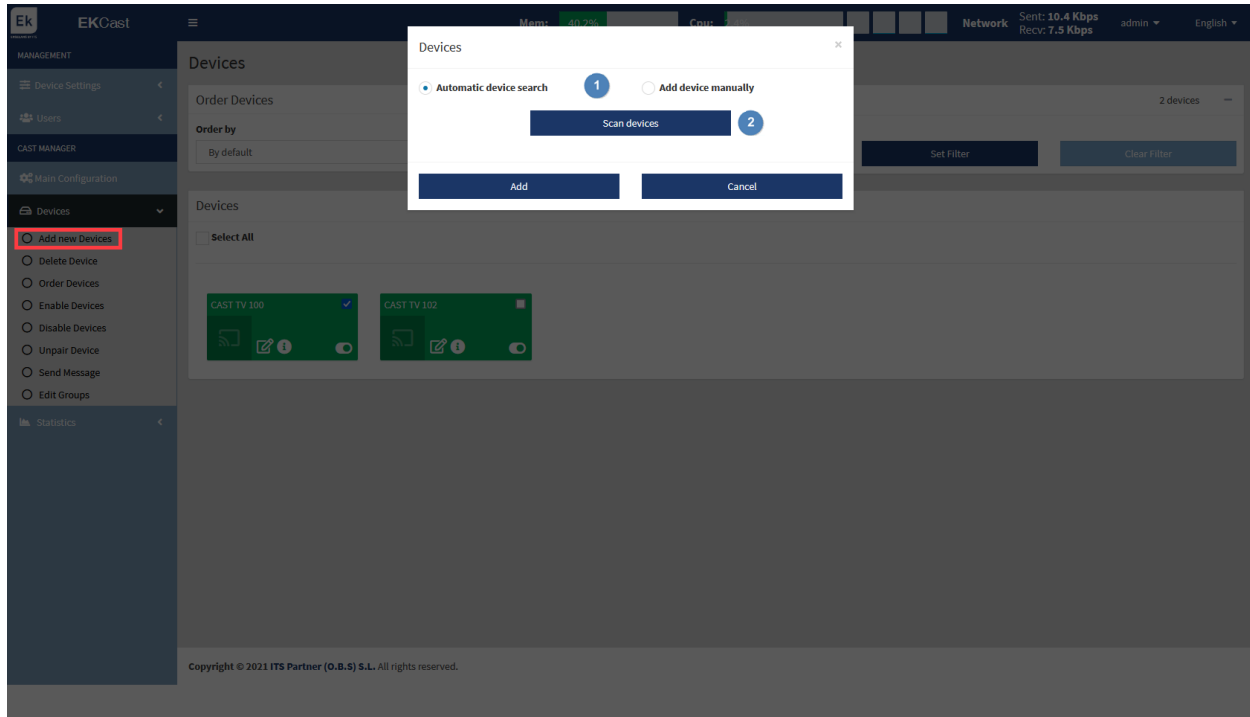 Ek
EKCast
Mem: 40.2%
Cpu:
Network
Sent: 10.4 Kbps
Recv: 7.5 Kbps
admin
English
MANAGEMENT
Device Settings
Users
CAST MANAGER
Main Configuration
Devices
Add new Devices
Delete Device
Order Devices
Enable Devices
Disable Devices
Unpair Device
Send Message
Edit Groups
Statistics
Devices
Order Devices
2 devices
Order by
By default
Set Filter
Clear Filter
Devices
×
Automatic device search
1
Add device manually
Scan devices
2
Add
Cancel
Devices
Select All
CAST TV 100
CAST TV 102
Copyright © 2021 ITS Partner (O.B.S) S.L. All rights reserved.